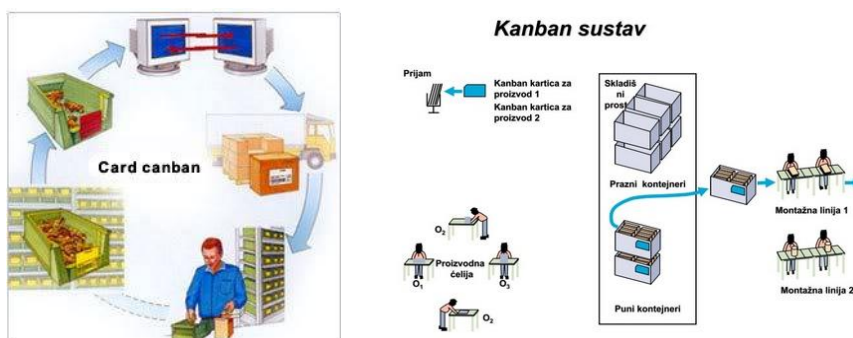 Card canban
Kanban sustav
Prijam
Kanban kartica za
proizvod 1
Kanban kartica za
proizvod 2
Skladiš
ni
prost
Prazni kontejneri
Puni kontejneri
O₂
Proizvodna
ćelija
O₁
O₃
O₂
Montažna linija 1
Montažna linija 2